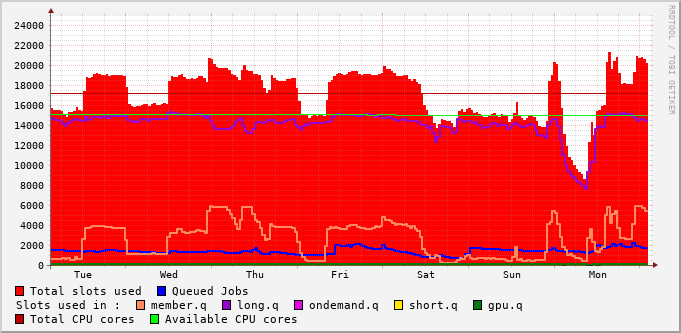 RRDTOOL / TOBI OETIKER
24000
22000
20000
18000
16000
14000
12000
10000
8000
6000
4000
2000
0
Tue Wed Thu Fri Sat Sun Mon
Total slots used Queued Jobs
Slots used in : member.q long.q ondemand.q short.q gpu.q
Total CPU cores Available CPU cores